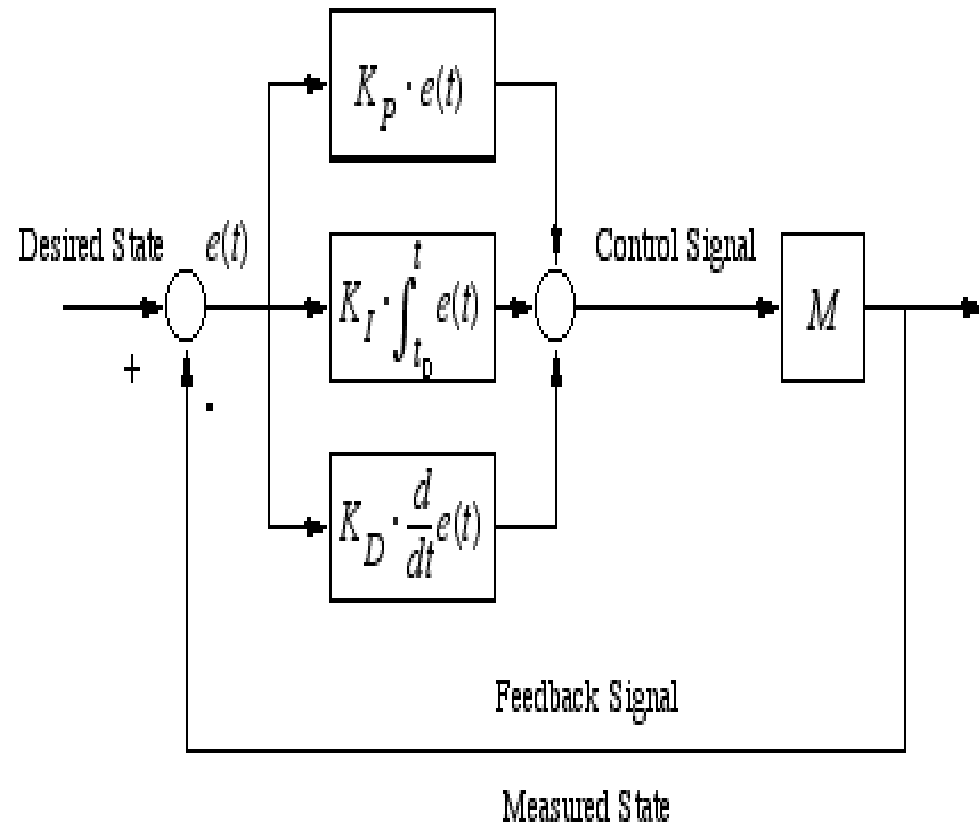 K_P · e(t)
Desired State
e(t)
Control Signal
K_I · ∫_{t_0}^{t} e(t)
M
+
-
K_D · d/dt e(t)
Feedback Signal
Measured State